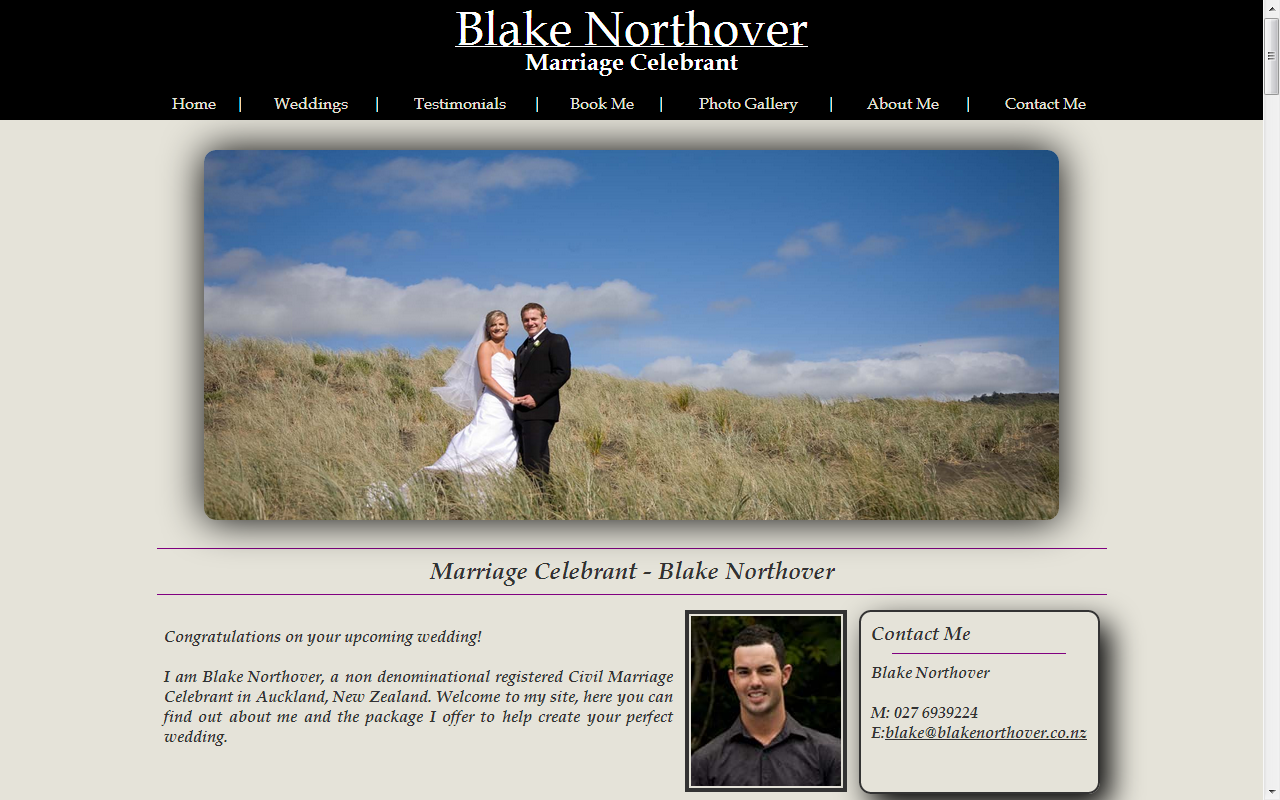 Blake Northover
Marriage Celebrant
Home | Weddings | Testimonials | Book Me | Photo Gallery | About Me | Contact Me
Marriage Celebrant - Blake Northover
Congratulations on your upcoming wedding!
I am Blake Northover, a non denominational registered Civil Marriage
Celebrant in Auckland, New Zealand. Welcome to my site, here you can
find out about me and the package I offer to help create your perfect
wedding.
Contact Me
Blake Northover
M: 027 6939224
E:blake@blakenorthover.co.nz